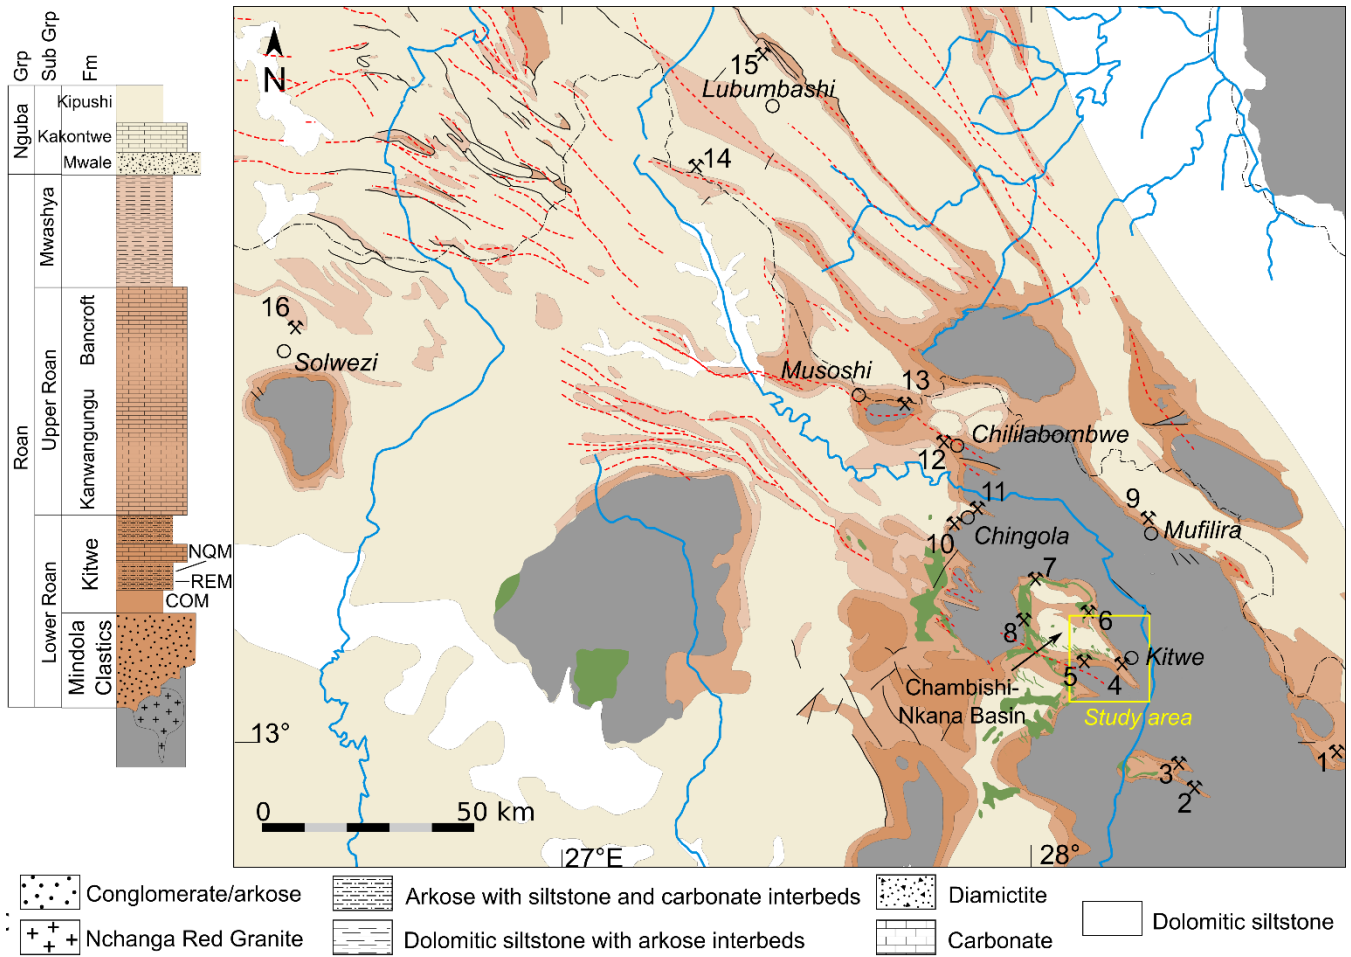 Grp
Sub Grp
Fm
Nguba
Kipushi
Kakontwe
Mwale
Mwashya
Roan
Upper Roan
Bancroft
Kanwangungu
Lower Roan
Kitwe
NQM
REM
COM
Mindola
Clastics
N
15
Lubumbashi
14
16
Solwezi
Musoshi
13
Chililabombwe
12
11
9
10
Chingola
Mufilira
7
6
8
5
4
Kitwe
Chambishi-
Nkana Basin
Study area
13°
1
3
2
0
50 km
27°E
28°
Conglomerate/arkose
Arkose with siltstone and carbonate interbeds
Diamictite
Dolomitic siltstone
Nchanga Red Granite
Dolomitic siltstone with arkose interbeds
Carbonate